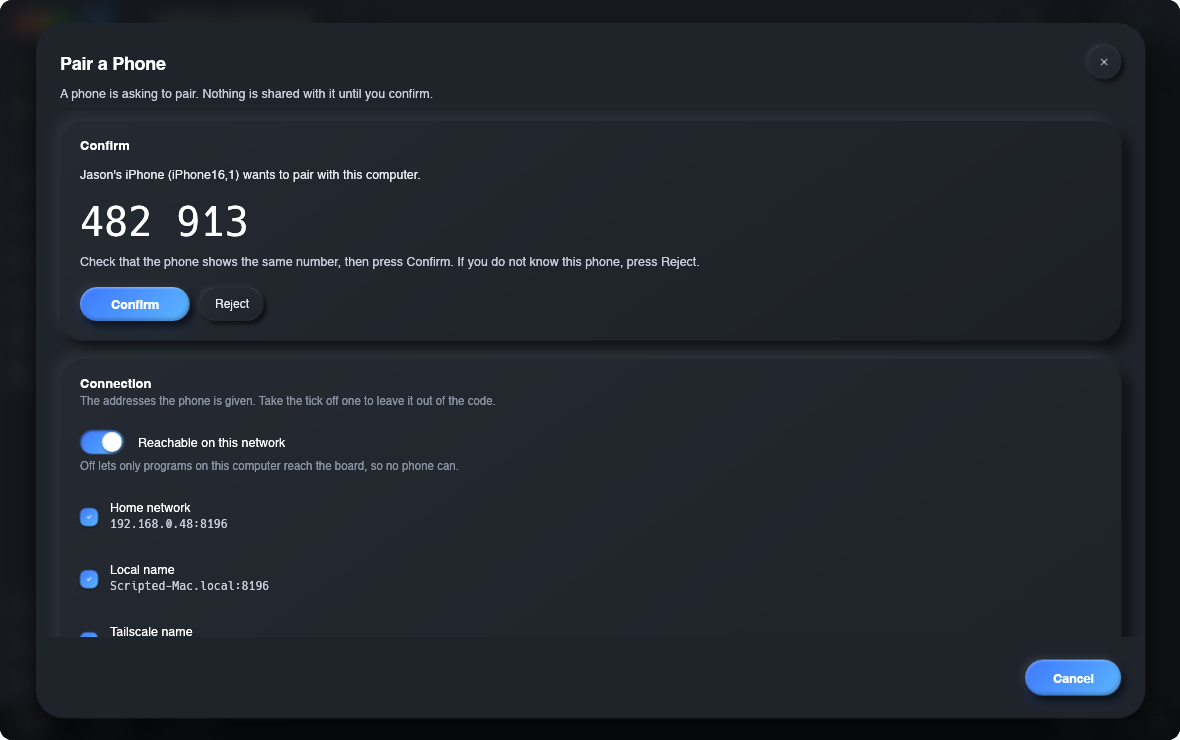 Pair a Phone
A phone is asking to pair. Nothing is shared with it until you confirm.
Confirm
Jason's iPhone (iPhone16,1) wants to pair with this computer.
482 913
Check that the phone shows the same number, then press Confirm. If you do not know this phone, press Reject.
Confirm
Reject
Connection
The addresses the phone is given. Take the tick off one to leave it out of the code.
Reachable on this network
Off lets only programs on this computer reach the board, so no phone can.
Home network
192.168.0.48:8196
Local name
Scripted-Mac.local:8196
Tailscale name
Cancel